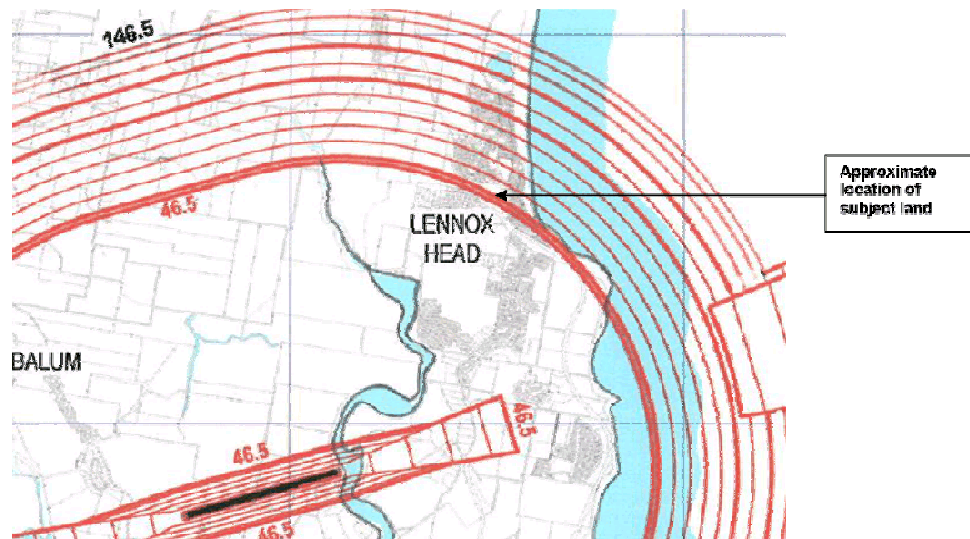 146.5
Approximate
location of
subject land
46.5
LENNOX
HEAD
BALUM
46.5
46.5
46.5